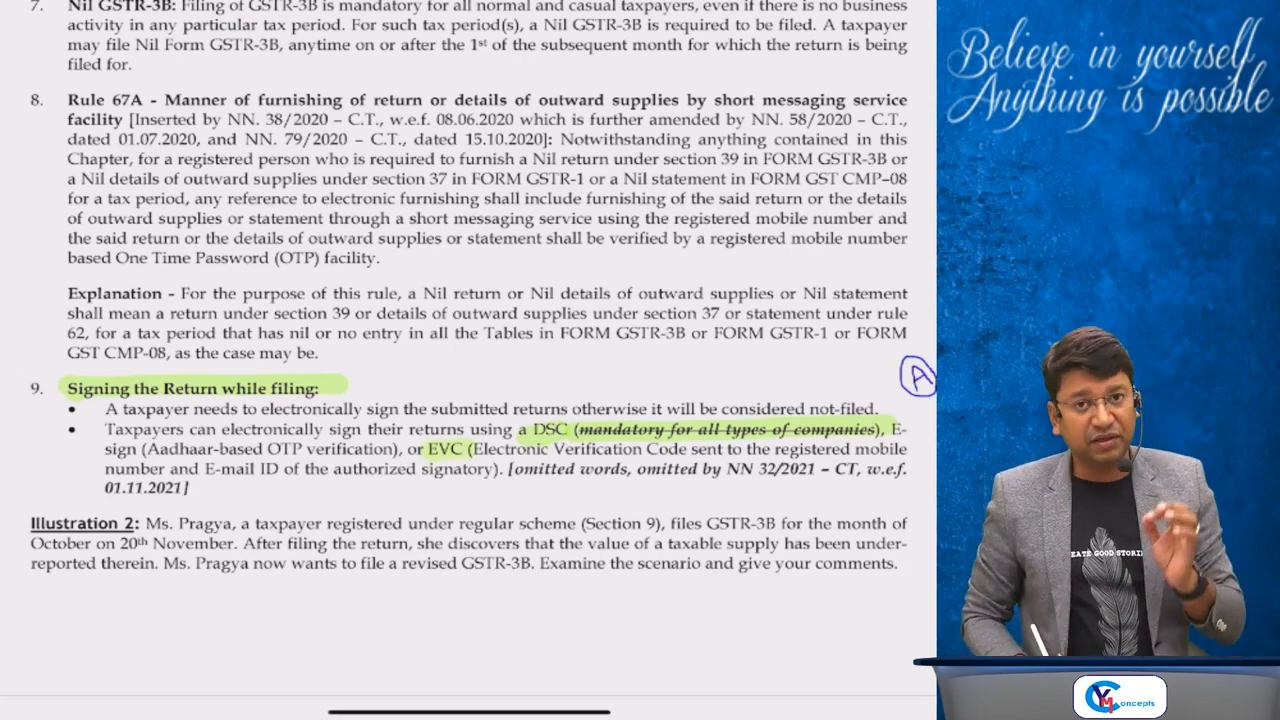 7. Nil GSTR-3B: Filing of GSTR-3B is mandatory for all normal and casual taxpayers, even if there is no business
activity in any particular tax period. For such tax period(s), a Nil GSTR-3B is required to be filed. A taxpayer
may file Nil Form GSTR-3B, anytime on or after the 1st of the subsequent month for which the return is being
filed for.
8. Rule 67A - Manner of furnishing of return or details of outward supplies by short messaging service
facility [Inserted by NN. 38/2020 – C.T., w.e.f. 08.06.2020 which is further amended by NN. 58/2020 – C.T.,
dated 01.07.2020, and NN. 79/2020 – C.T., dated 15.10.2020]: Notwithstanding anything contained in this
Chapter, for a registered person who is required to furnish a Nil return under section 39 in FORM GSTR-3B or
a Nil details of outward supplies under section 37 in FORM GSTR-1 or a Nil statement in FORM GST CMP–08
for a tax period, any reference to electronic furnishing shall include furnishing of the said return or the details
of outward supplies or statement through a short messaging service using the registered mobile number and
the said return or the details of outward supplies or statement shall be verified by a registered mobile number
based One Time Password (OTP) facility.
Explanation - For the purpose of this rule, a Nil return or Nil details of outward supplies or Nil statement
shall mean a return under section 39 or details of outward supplies under section 37 or statement under rule
62, for a tax period that has nil or no entry in all the Tables in FORM GSTR-3B or FORM GSTR-1 or FORM
GST CMP-08, as the case may be.
A
9. Signing the Return while filing:
• A taxpayer needs to electronically sign the submitted returns otherwise it will be considered not-filed.
• Taxpayers can electronically sign their returns using a DSC (mandatory for all types of companies), E-
sign (Aadhaar-based OTP verification), or EVC (Electronic Verification Code sent to the registered mobile
number and E-mail ID of the authorized signatory). [omitted words, omitted by NN 32/2021 – CT, w.e.f.
01.11.2021]
Illustration 2: Ms. Pragya, a taxpayer registered under regular scheme (Section 9), files GSTR-3B for the month of
October on 20th November. After filing the return, she discovers that the value of a taxable supply has been under-
reported therein. Ms. Pragya now wants to file a revised GSTR-3B. Examine the scenario and give your comments.
Believe in yourself
Anything is possible
EATE GOOD STORI
YM Concepts